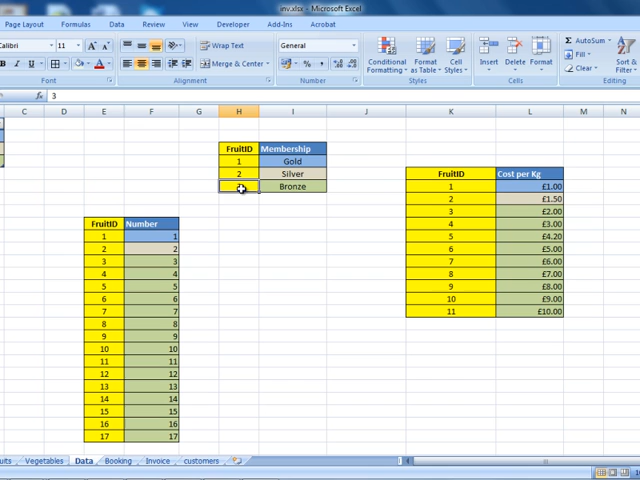 inv.xlsx - Microsoft Excel
Page Layout Formulas Data Review View Developer Add-Ins Acrobat
Calibri 11 A A Wrap Text General Conditional Formatting Format as Table Cell Styles Insert Delete Format AutoSum Fill Clear Sort & Filter
B I U A Merge & Center % ,
Font Alignment Number Styles Cells Editing
fx 3
C D E F G H I J K L M N
FruitID Membership
1 Gold
2 Silver
Bronze
FruitID Cost per Kg
1 £1.00
2 £1.50
3 £2.00
4 £3.00
5 £4.20
6 £5.00
7 £6.00
8 £7.00
9 £8.00
10 £9.00
11 £10.00
FruitID Number
1 1
2 2
3 3
4 4
5 5
6 6
7 7
8 8
9 9
10 10
11 11
12 12
13 13
14 14
15 15
16 16
17 17
uits Vegetables Data Booking Invoice customers